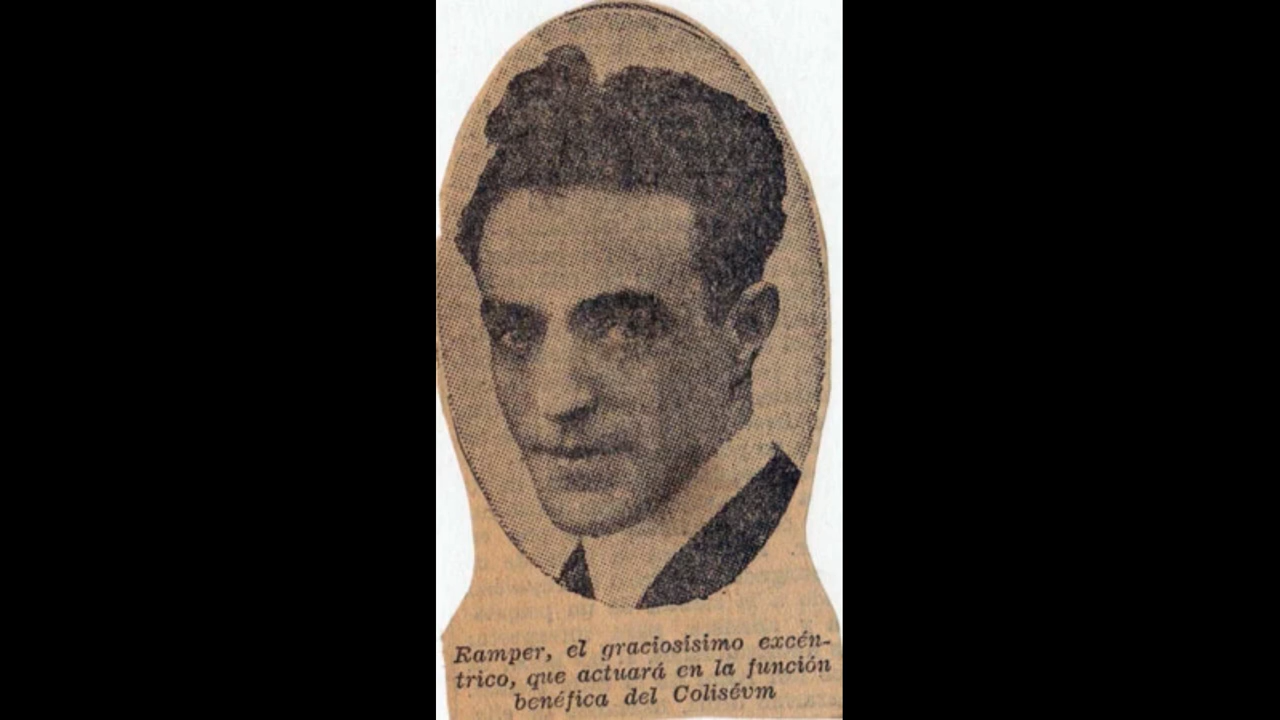 Ramper, el graciosísimo excén-
trico, que actuará en la función
benéfica del Colisévm